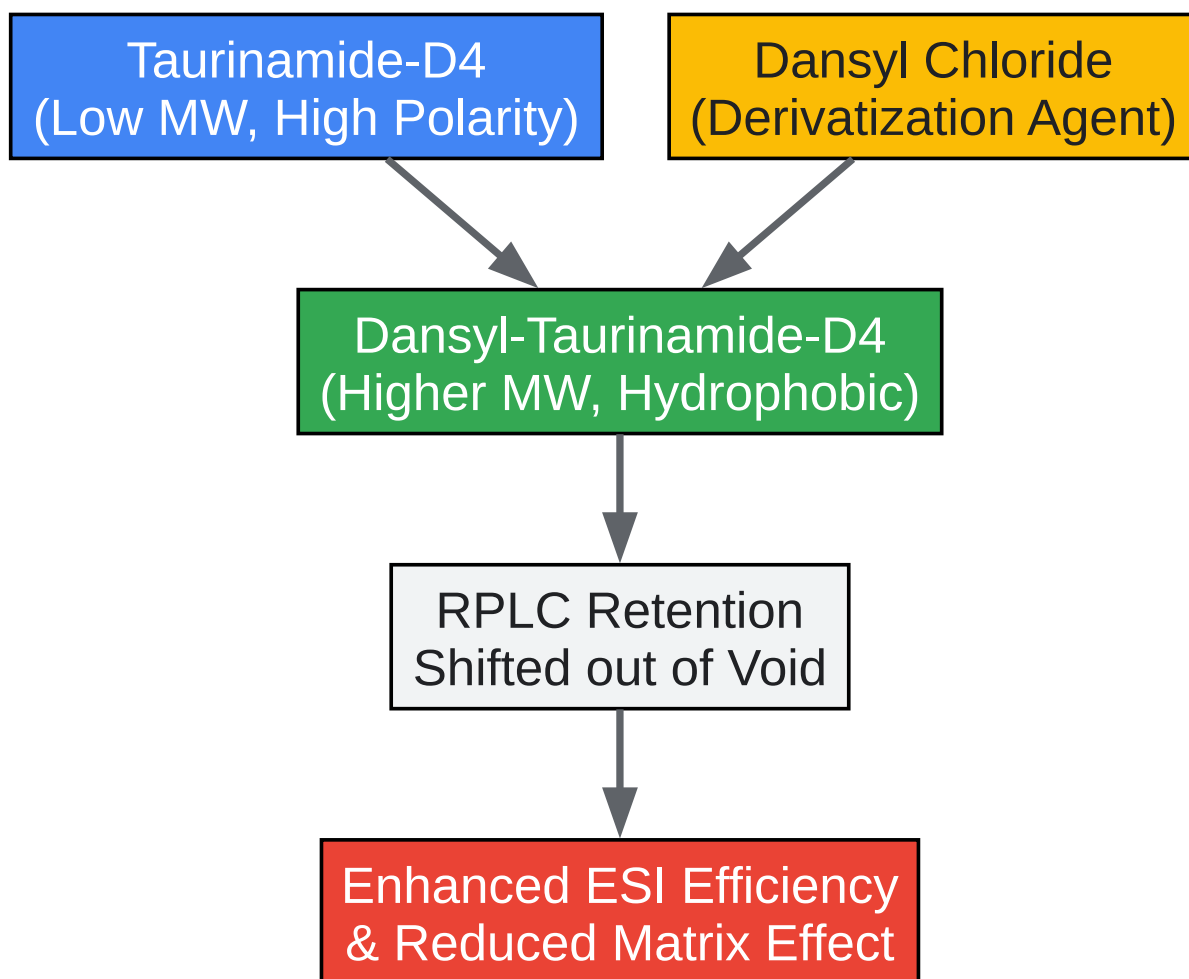 Taurinamide-D4
(Low MW, High Polarity)
Dansyl Chloride
(Derivatization Agent)
Dansyl-Taurinamide-D4
(Higher MW, Hydrophobic)
RPLC Retention
Shifted out of Void
Enhanced ESI Efficiency
& Reduced Matrix Effect